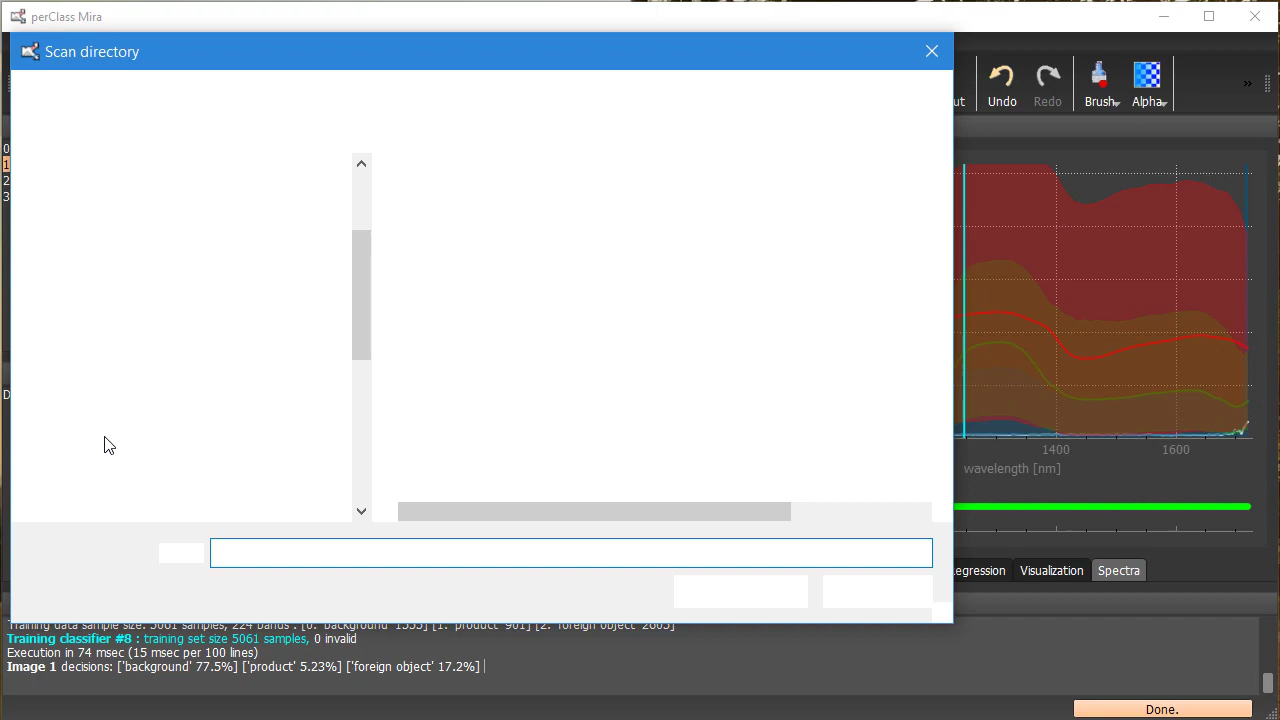 perClass Mira
Scan directory
ut
Undo
Redo
Brush
Alpha
»
0
1
2
3
D
1400
1600
wavelength [nm]
egression
Visualization
Spectra
Training data sample size: 5061 samples, 224 bands : [0: 'background' 1555] [1: 'product' 901] [2: 'foreign object' 2605]
Training classifier #8 : training set size 5061 samples, 0 invalid
Execution in 74 msec (15 msec per 100 lines)
Image 1 decisions: ['background' 77.5%] ['product' 5.23%] ['foreign object' 17.2%]
Done.